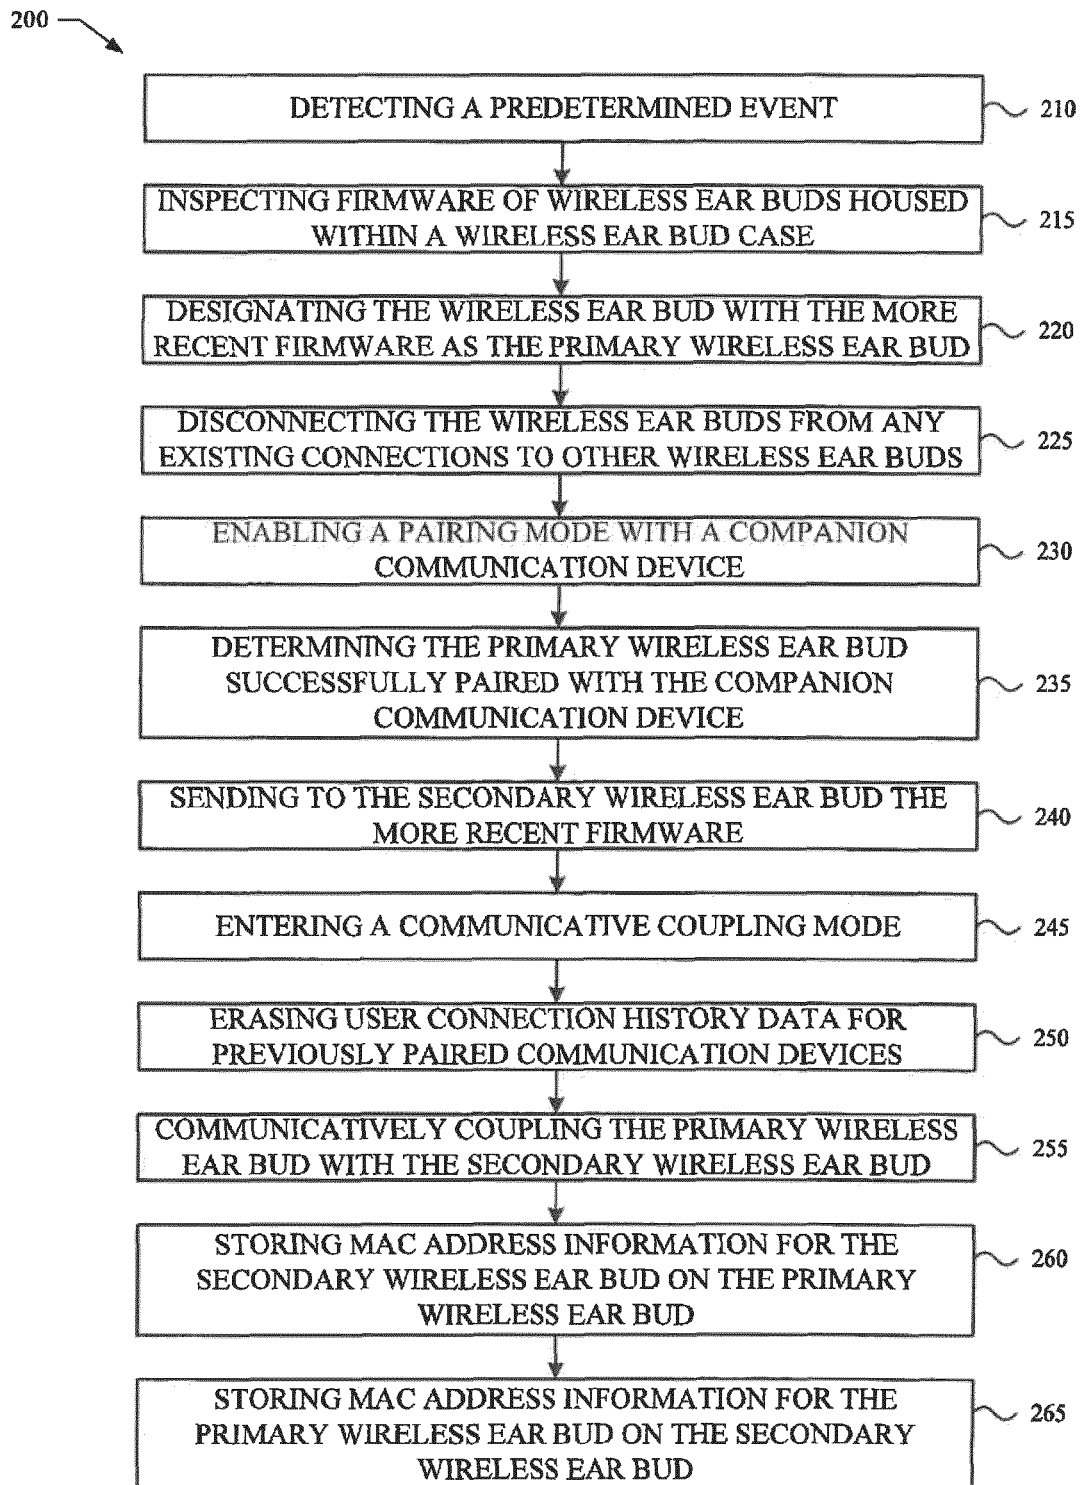 200
DETECTING A PREDETERMINED EVENT
210
INSPECTING FIRMWARE OF WIRELESS EAR BUDS HOUSED
WITHIN A WIRELESS EAR BUD CASE
215
DESIGNATING THE WIRELESS EAR BUD WITH THE MORE
RECENT FIRMWARE AS THE PRIMARY WIRELESS EAR BUD
220
DISCONNECTING THE WIRELESS EAR BUDS FROM ANY
EXISTING CONNECTIONS TO OTHER WIRELESS EAR BUDS
225
ENABLING A PAIRING MODE WITH A COMPANION
COMMUNICATION DEVICE
230
DETERMINING THE PRIMARY WIRELESS EAR BUD
SUCCESSFULLY PAIRED WITH THE COMPANION
COMMUNICATION DEVICE
235
SENDING TO THE SECONDARY WIRELESS EAR BUD THE
MORE RECENT FIRMWARE
240
ENTERING A COMMUNICATIVE COUPLING MODE
245
ERASING USER CONNECTION HISTORY DATA FOR
PREVIOUSLY PAIRED COMMUNICATION DEVICES
250
COMMUNICATIVELY COUPLING THE PRIMARY WIRELESS
EAR BUD WITH THE SECONDARY WIRELESS EAR BUD
255
STORING MAC ADDRESS INFORMATION FOR THE
SECONDARY WIRELESS EAR BUD ON THE PRIMARY
WIRELESS EAR BUD
260
STORING MAC ADDRESS INFORMATION FOR THE
PRIMARY WIRELESS EAR BUD ON THE SECONDARY
WIRELESS EAR BUD
265